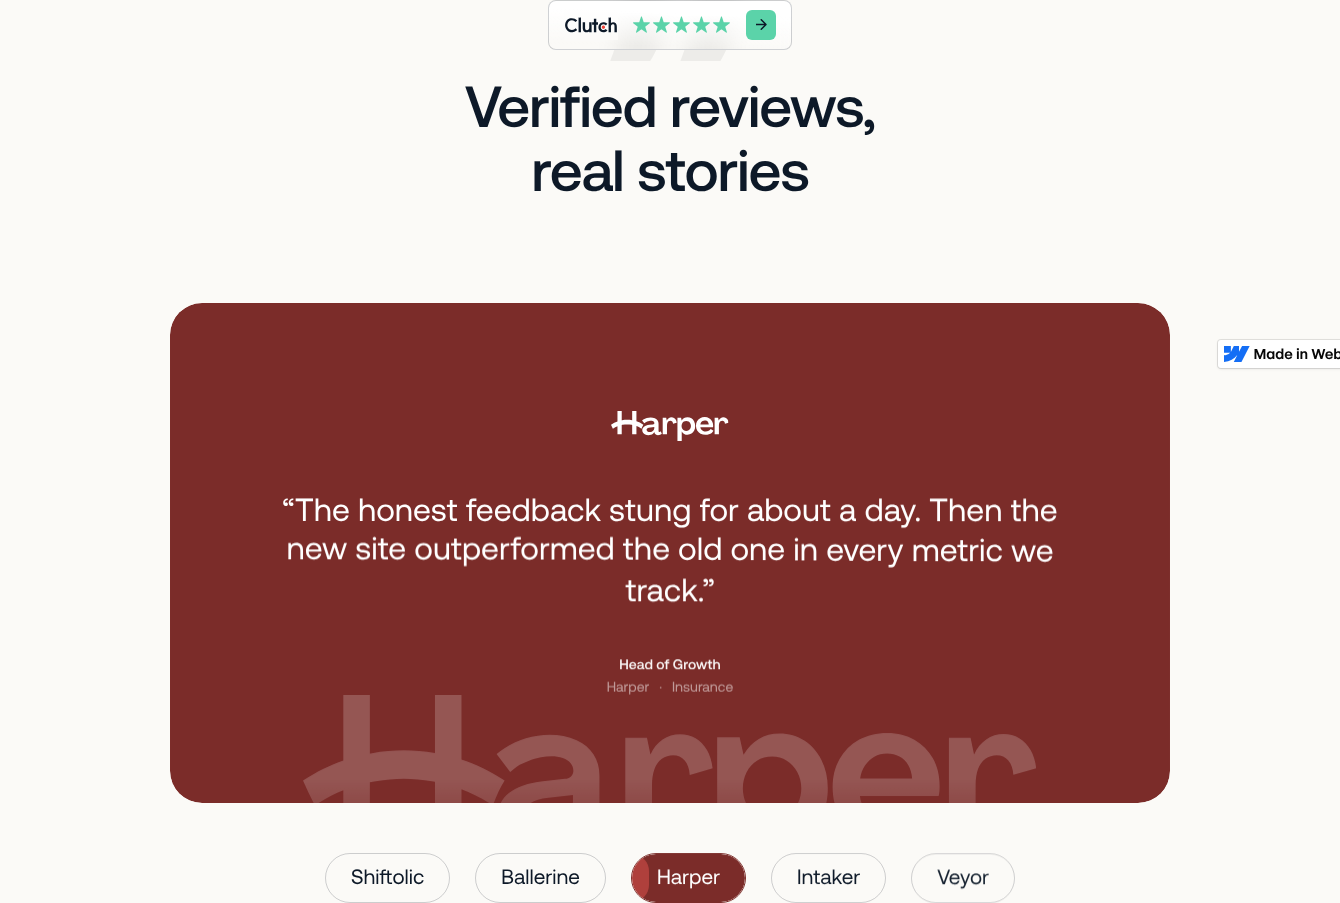 Clutch
Verified reviews,
real stories
Made in Web
Harper
“The honest feedback stung for about a day. Then the
new site outperformed the old one in every metric we
track.”
Head of Growth
Harper · Insurance
Harper
Shiftolic
Ballerine
Harper
Intaker
Veyor